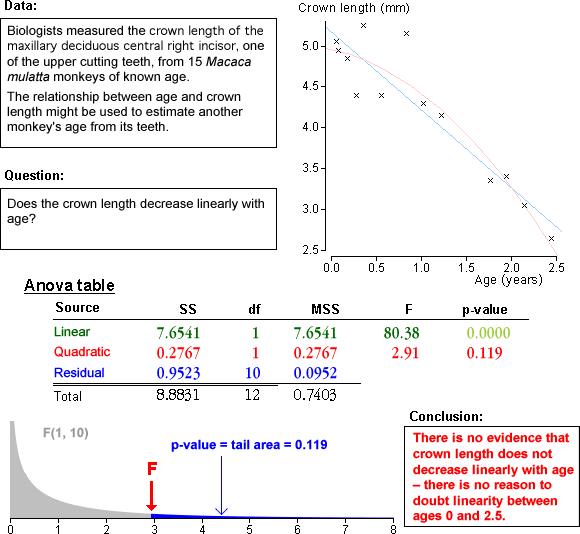 Data:
Biologists measured the crown length of the
maxillary deciduous central right incisor, one
of the upper cutting teeth, from 15 Macaca
mulatta monkeys of known age.
The relationship between age and crown
length might be used to estimate another
monkey's age from its teeth.
Question:
Does the crown length decrease linearly with
age?
Crown length (mm)
5.0
4.5
4.0
3.5
3.0
2.5
0.0 0.5 1.0 1.5 2.0 2.5
Age (years)
Anova table
Source SS df MSS F p-value
Linear 7.6541 1 7.6541 80.38 0.0000
Quadratic 0.2767 1 0.2767 2.91 0.119
Residual 0.9523 10 0.0952
Total 8.8831 12 0.7403
F(1, 10)
p-value = tail area = 0.119
F
0 1 2 3 4 5 6 7 8
Conclusion:
There is no evidence that
crown length does not
decrease linearly with age
– there is no reason to
doubt linearity between
ages 0 and 2.5.